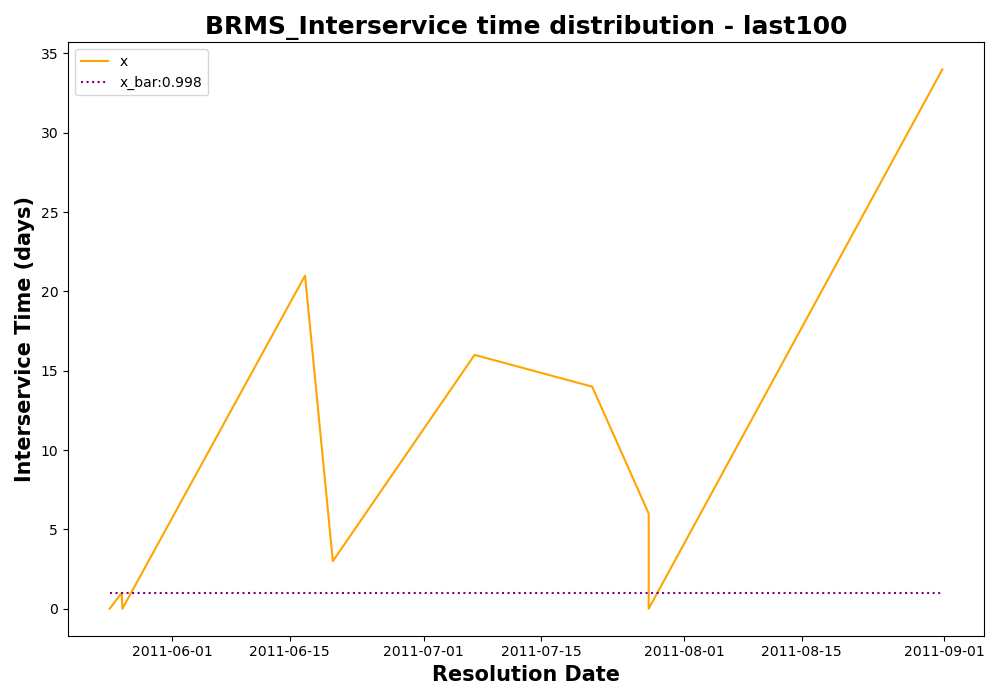 BRMS_Interservice time distribution - last100
x
x_bar:0.998
Interservice Time (days)
35
30
25
20
15
10
5
0
2011-06-01 2011-06-15 2011-07-01 2011-07-15 2011-08-01 2011-08-15 2011-09-01
Resolution Date